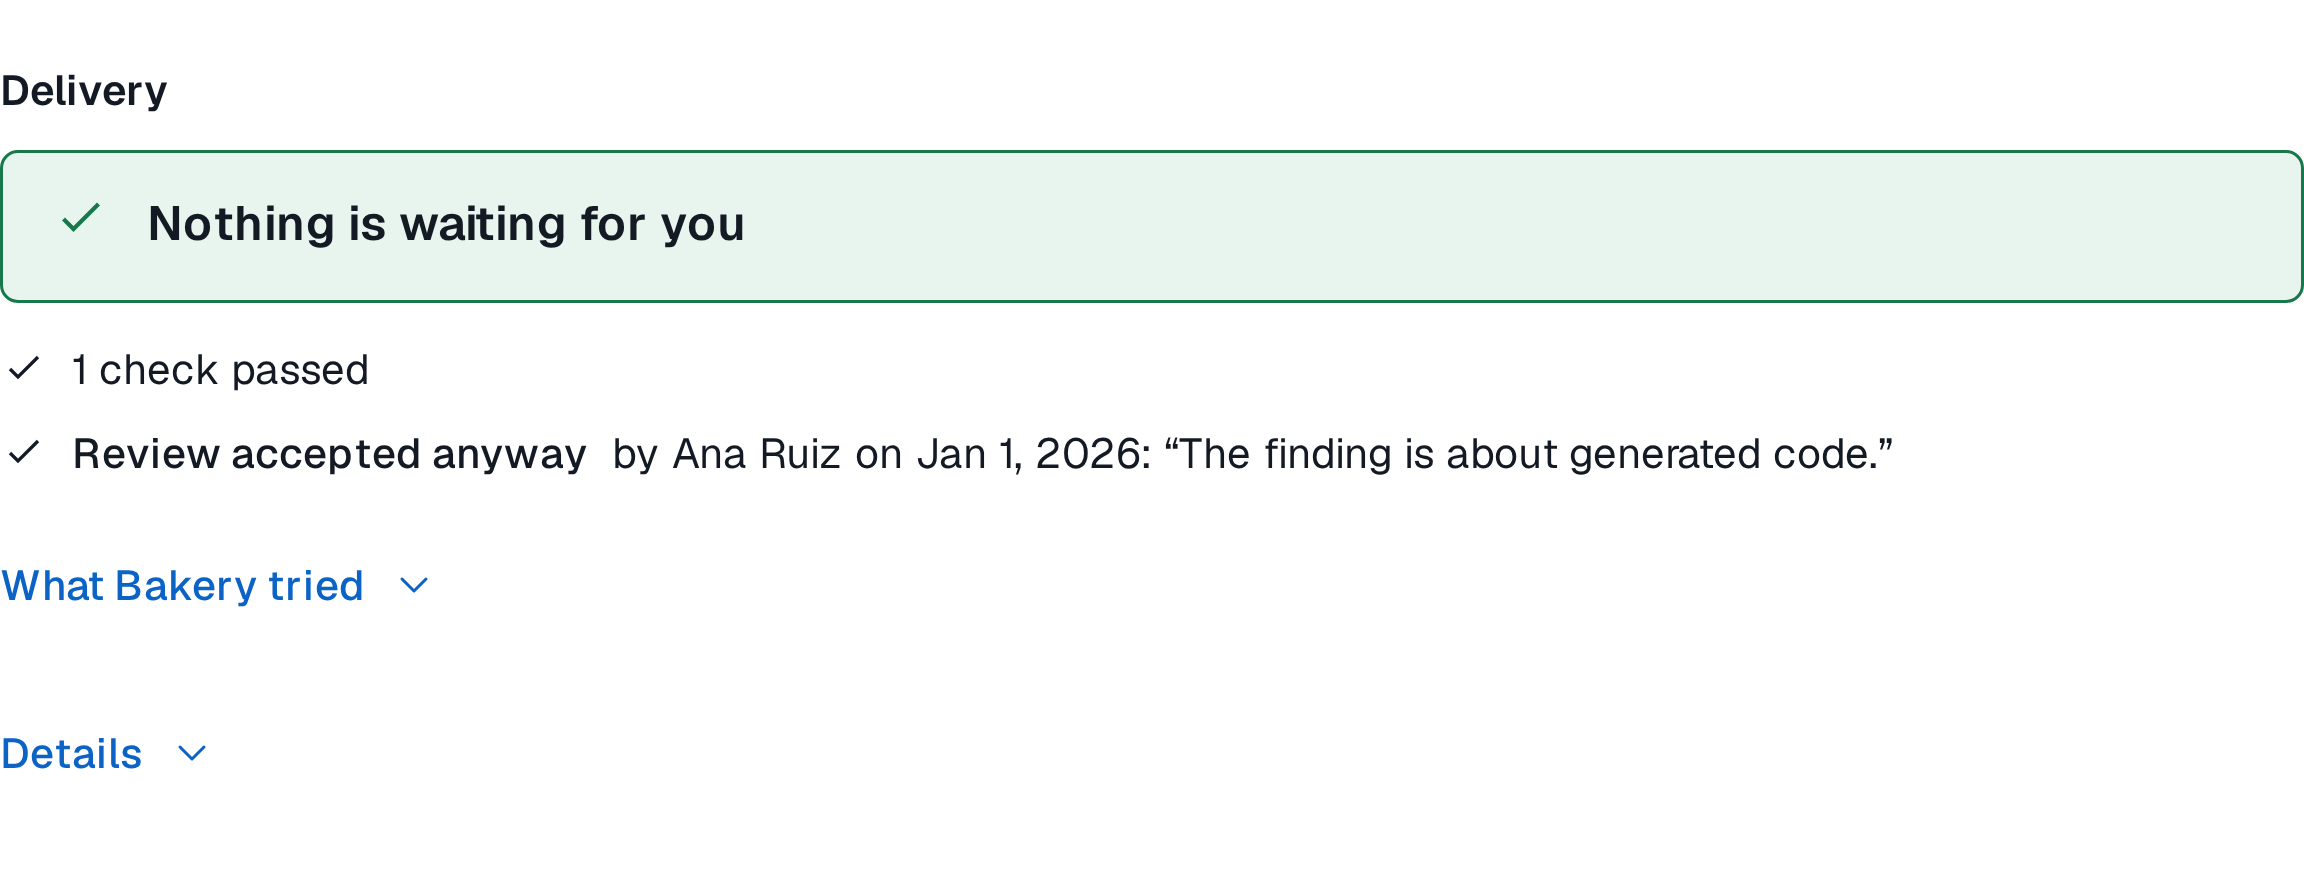 Delivery
Nothing is waiting for you
1 check passed
Review accepted anyway by Ana Ruiz on Jan 1, 2026: “The finding is about generated code.”
What Bakery tried
Details